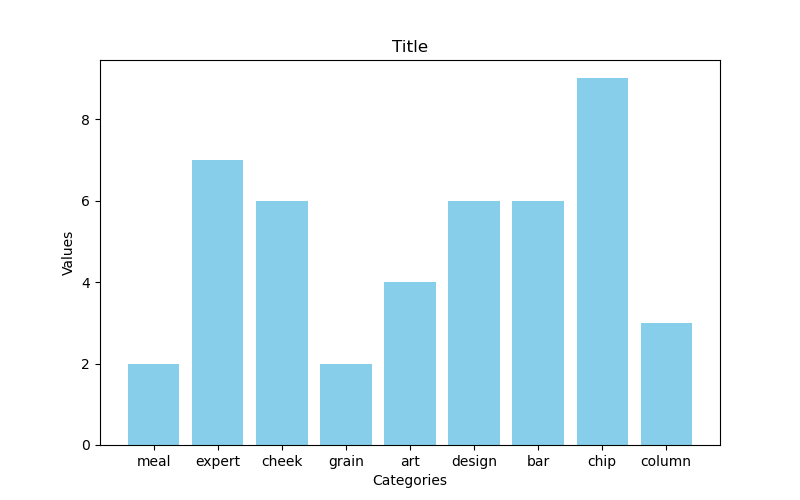 Title
Values
8
6
4
2
0
meal expert cheek grain art design bar chip column
Categories